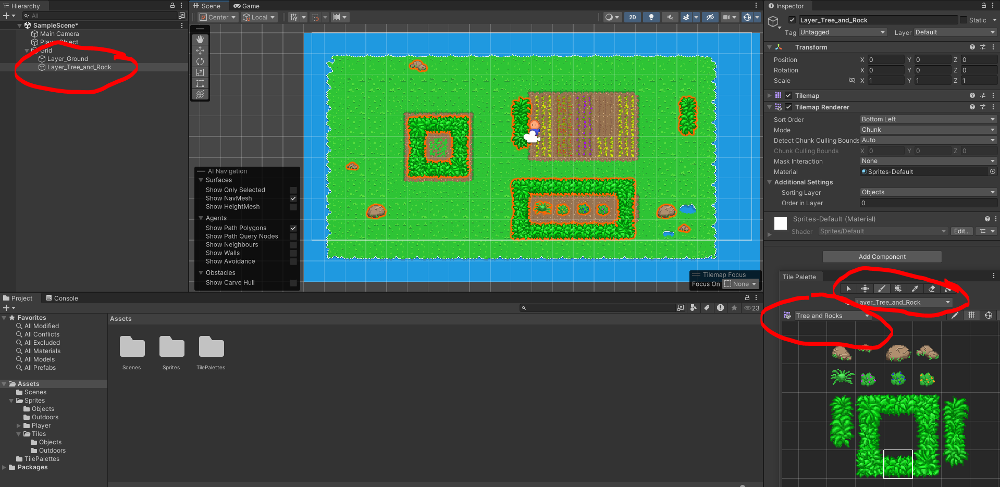 Hierarchy
All
SampleScene*
Main Camera
Player Object
Grid
Layer_Ground
Layer_Tree_and_Rock
Scene Game
Center Local 2D
AI Navigation
Surfaces
Show Only Selected
Show NavMesh
Show HeightMesh
Agents
Show Path Polygons
Show Path Query Nodes
Show Neighbours
Show Walls
Show Avoidance
Obstacles
Show Carve Hull
Tilemap Focus
Focus On None
Inspector
Layer_Tree_and_Rock Static
Tag Untagged Layer Default
Transform
Position X 0 Y 0 Z 0
Rotation X 0 Y 0 Z 0
Scale X 1 Y 1 Z 1
Tilemap
Tilemap Renderer
Sort Order Bottom Left
Mode Chunk
Detect Chunk Culling Bounds Auto
Chunk Culling Bounds X 0 Y 0 Z 0
Mask Interaction None
Material Sprites-Default
Additional Settings
Sorting Layer Objects
Order in Layer 0
Sprites-Default (Material)
Shader Sprites/Default Edit...
Add Component
Tile Palette
Layer_Tree_and_Rock
Tree and Rocks
Project Console
23
Favorites
All Modified
All Conflicts
All Excluded
All Materials
All Models
All Prefabs
Assets
Scenes
Sprites
Objects
Outdoors
Player
Tiles
Objects
Outdoors
TilePalettes
Packages
Assets
Scenes Sprites TilePalettes